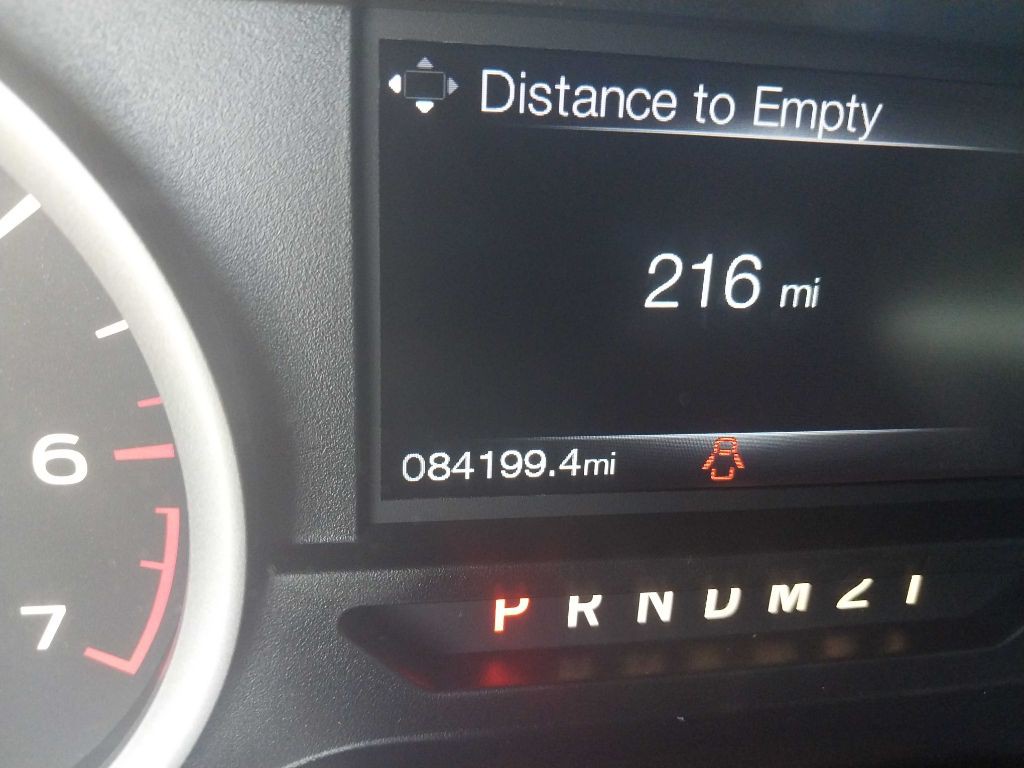 Distance to Empty
216 mi
084199.4mi
6
7
P R N D M 2 1